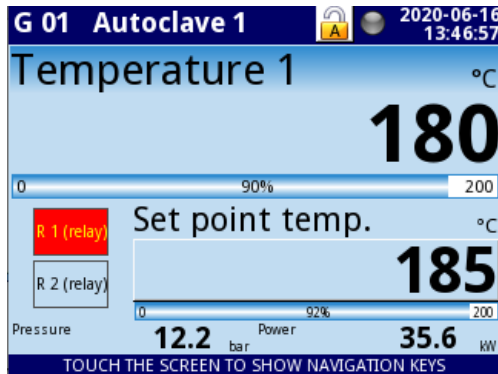 G 01 Autoclave 1 A 2020-06-16
13:46:57
Temperature 1 °C
180
0 90% 200
R 1 (relay)
Set point temp. °C
185
R 2 (relay)
0 92% 200
Pressure 12.2 bar Power 35.6 kW
TOUCH THE SCREEN TO SHOW NAVIGATION KEYS